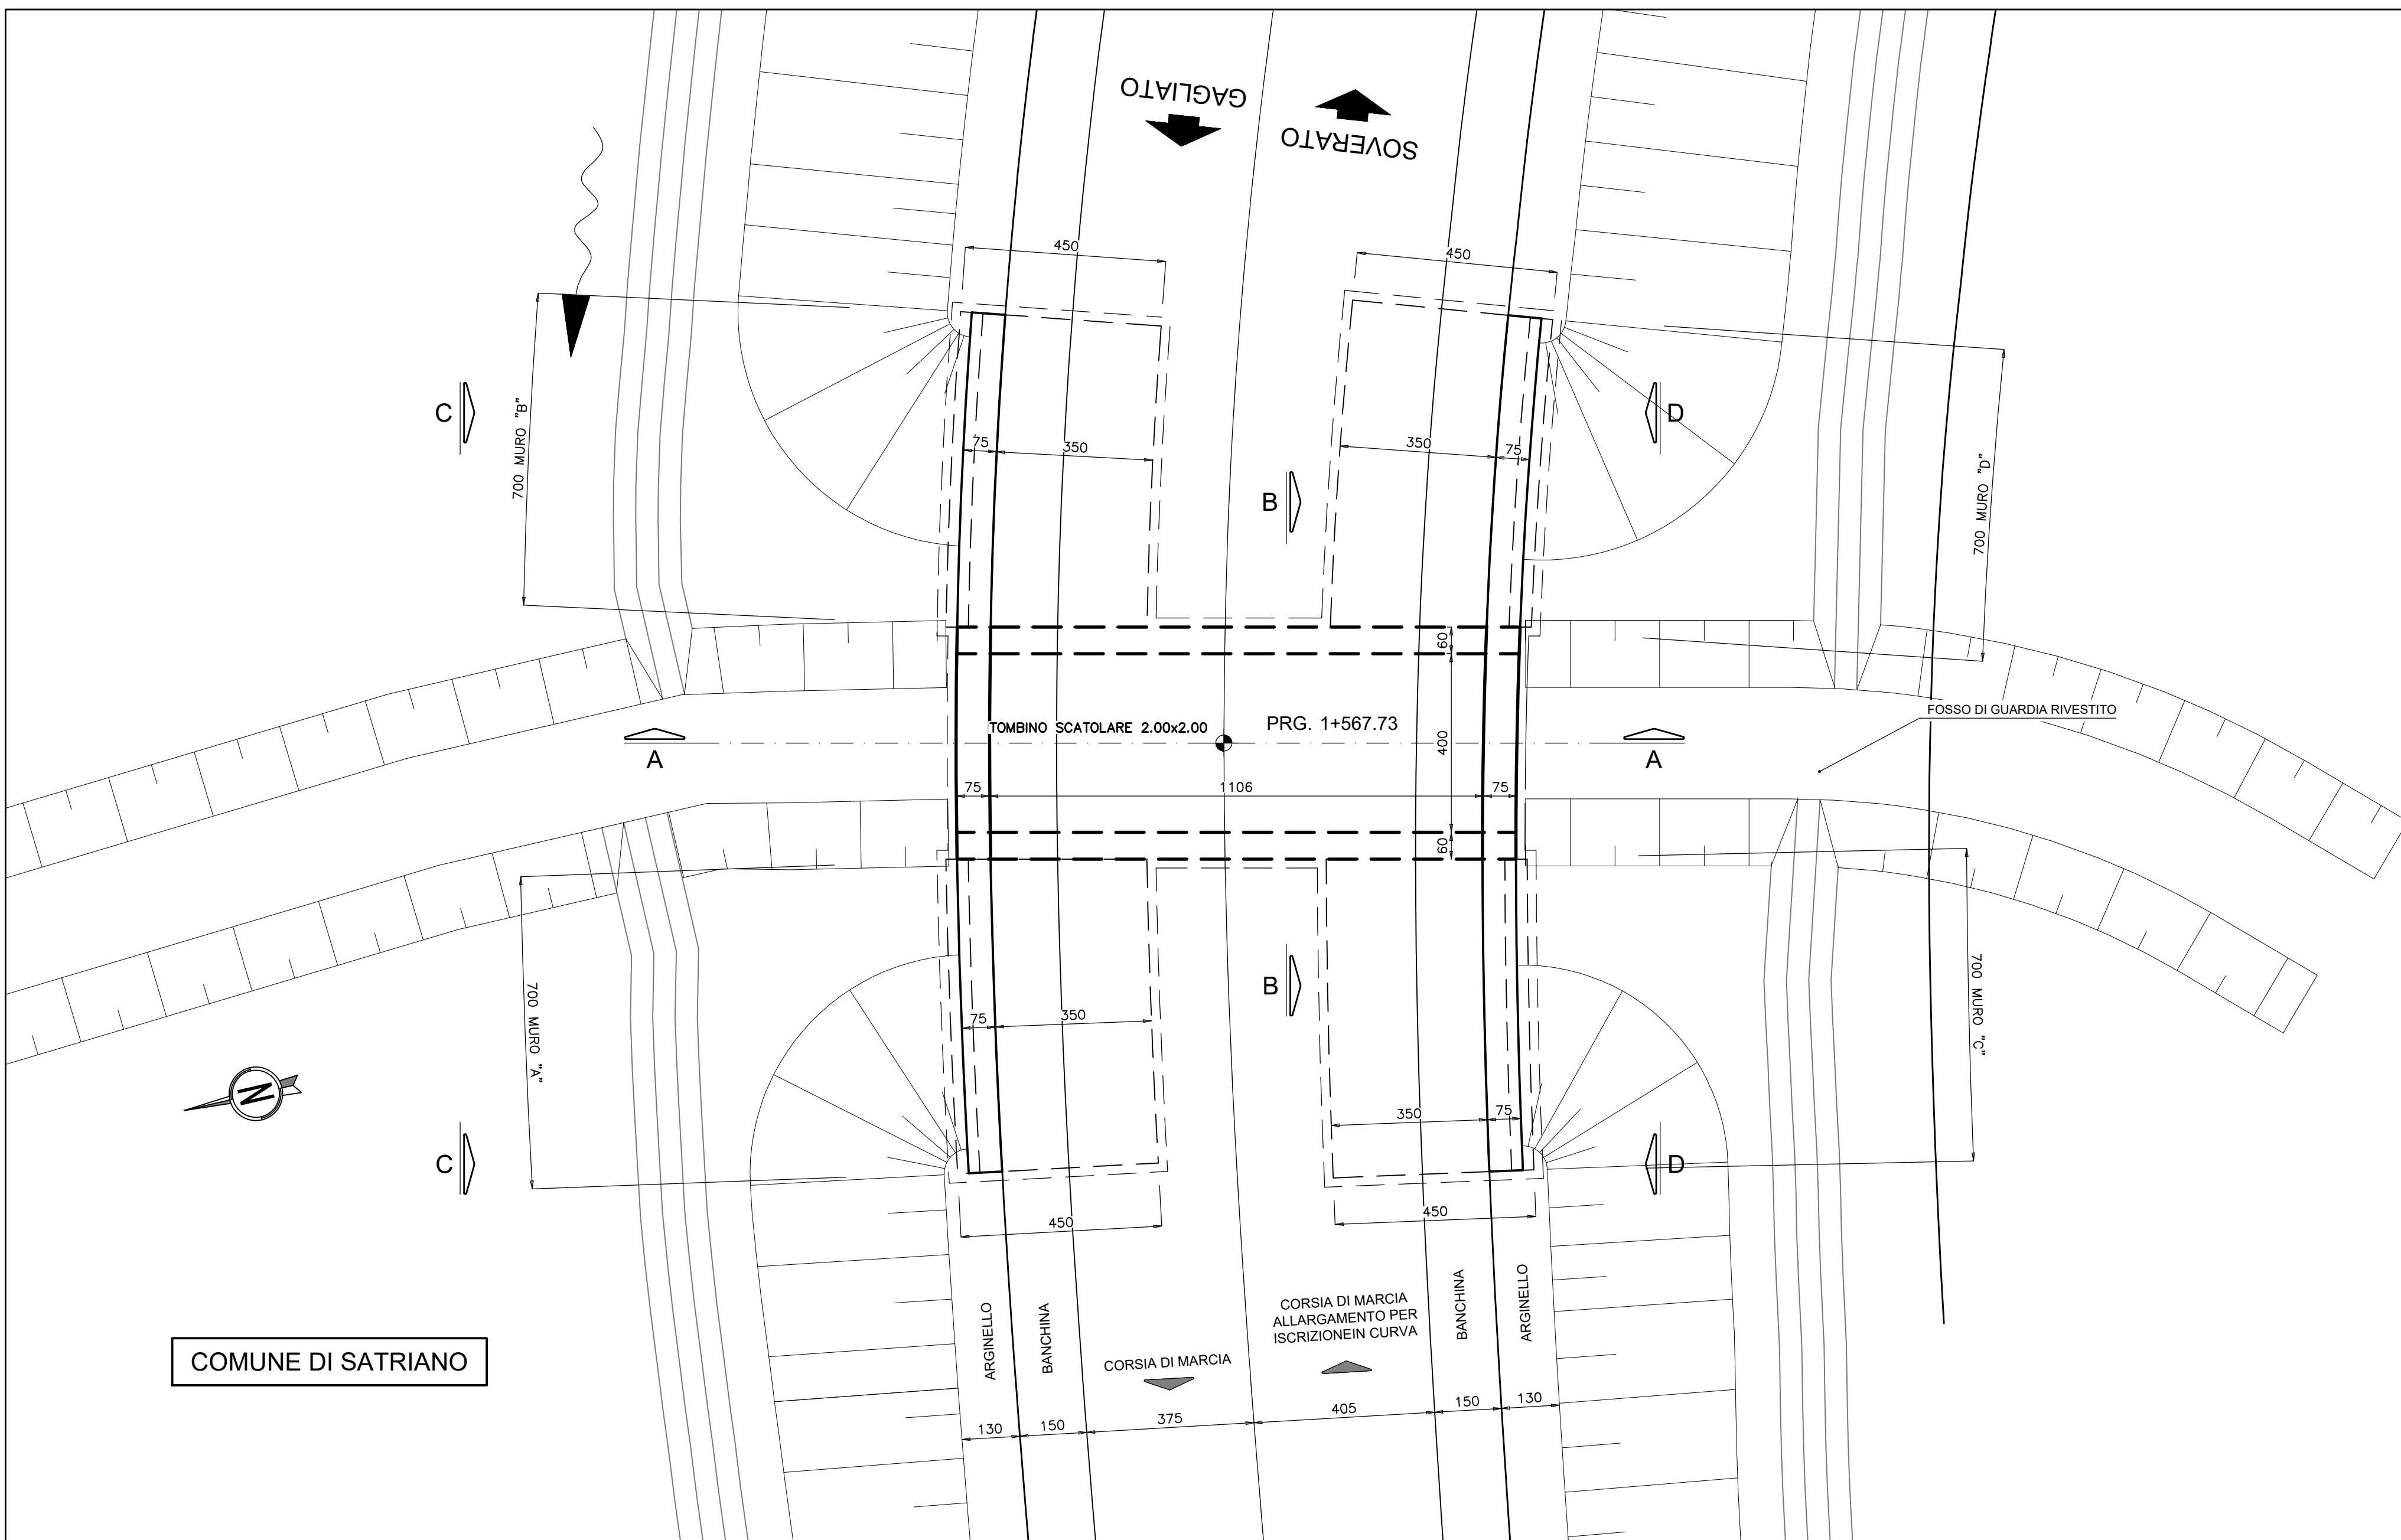 GAGLIATO
SOVERATO
450
450
C
700 MURO "B"
75
350
350
75
D
B
700 MURO "D"
60
TOMBINO SCATOLARE 2.00x2.00
PRG. 1+567.73
FOSSO DI GUARDIA RIVESTITO
A
400
A
75
1106
75
60
700 MURO "A"
75
350
B
700 MURO "C"
N
350
75
C
D
450
450
ARGINELLO
BANCHINA
CORSIA DI MARCIA
CORSIA DI MARCIA
ALLARGAMENTO PER
ISCRIZIONEIN CURVA
BANCHINA
ARGINELLO
COMUNE DI SATRIANO
130
150
375
405
150
130